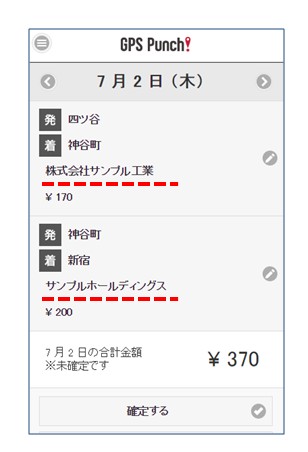 GPS Punch!
7 月 2 日 (木)
発 四ツ谷
着 神谷町
株式会社サンプル工業
¥ 170
発 神谷町
着 新宿
サンプルホールディングス
¥ 200
7 月 2 日の合計金額
※未確定です
¥ 370
確定する